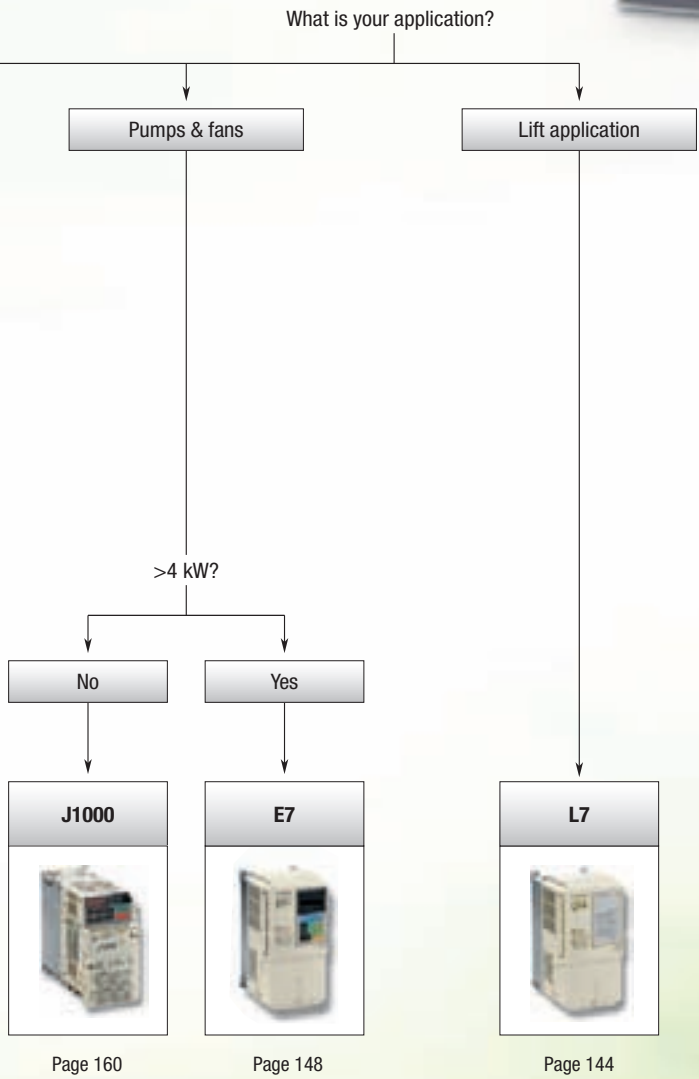 What is your application?
Pumps & fans
Lift application
>4 kW?
No
Yes
J1000
E7
L7
Page 160
Page 148
Page 144